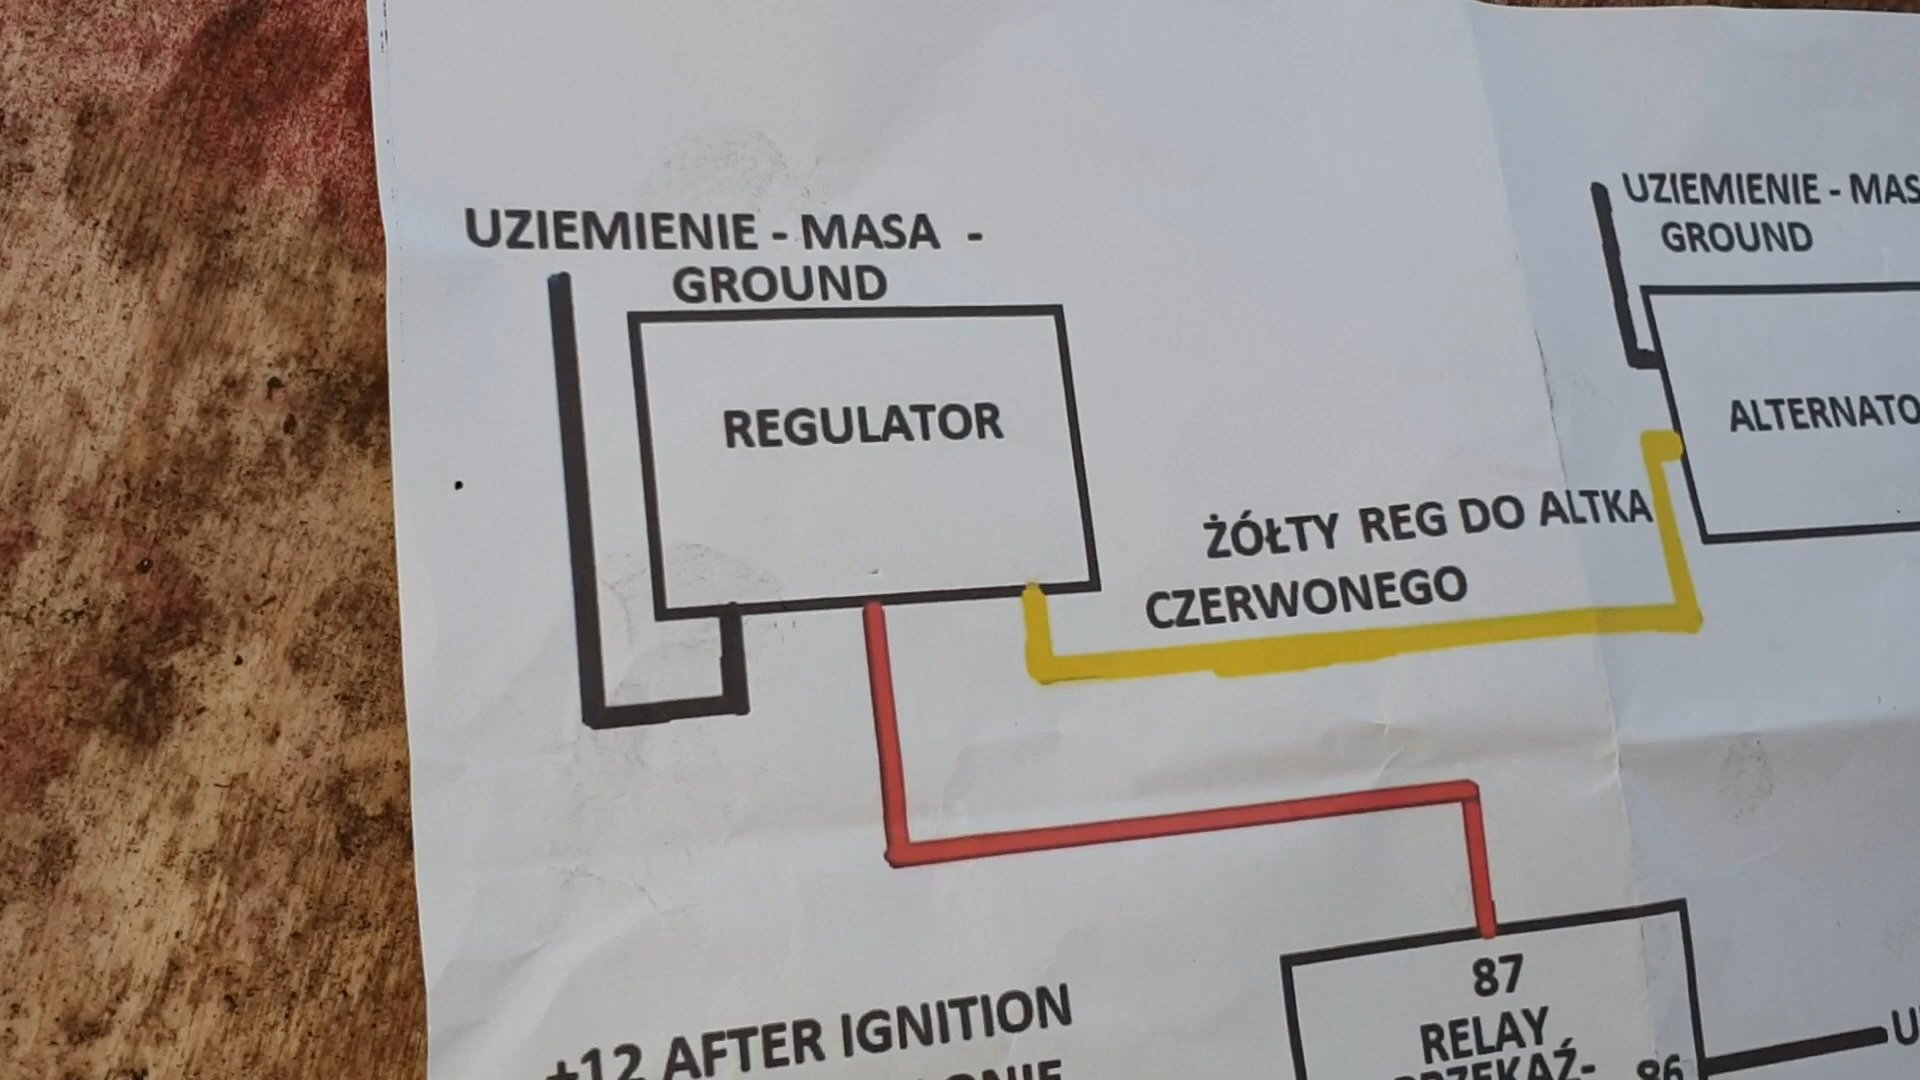 UZIEMIENIE - MASA -
GROUND
REGULATOR
UZIEMIENIE - MAS
GROUND
ALTERNATO
ŻÓŁTY REG DO ALTKA
CZERWONEGO
+12 AFTER IGNITION
87
RELAY
86